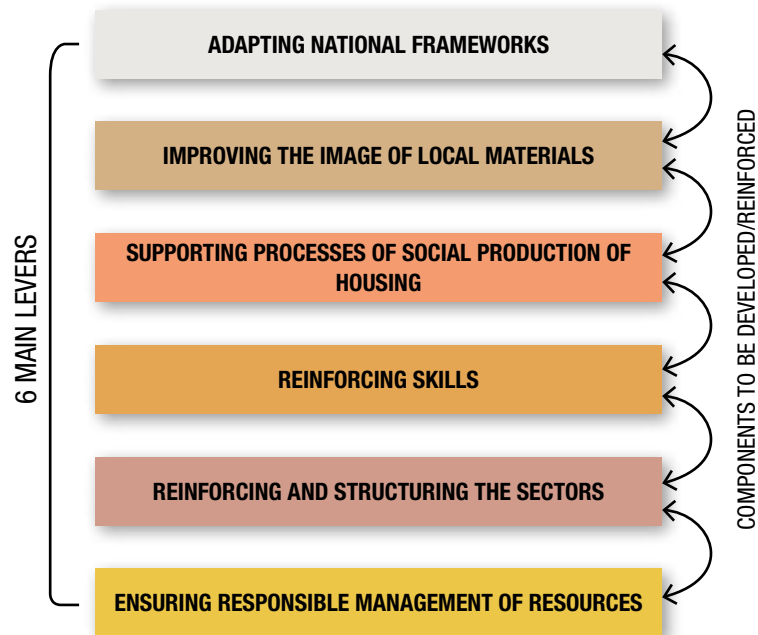 ADAPTING NATIONAL FRAMEWORKS
IMPROVING THE IMAGE OF LOCAL MATERIALS
SUPPORTING PROCESSES OF SOCIAL PRODUCTION OF
HOUSING
REINFORCING SKILLS
REINFORCING AND STRUCTURING THE SECTORS
ENSURING RESPONSIBLE MANAGEMENT OF RESOURCES
6 MAIN LEVERS
COMPONENTS TO BE DEVELOPED/REINFORCED